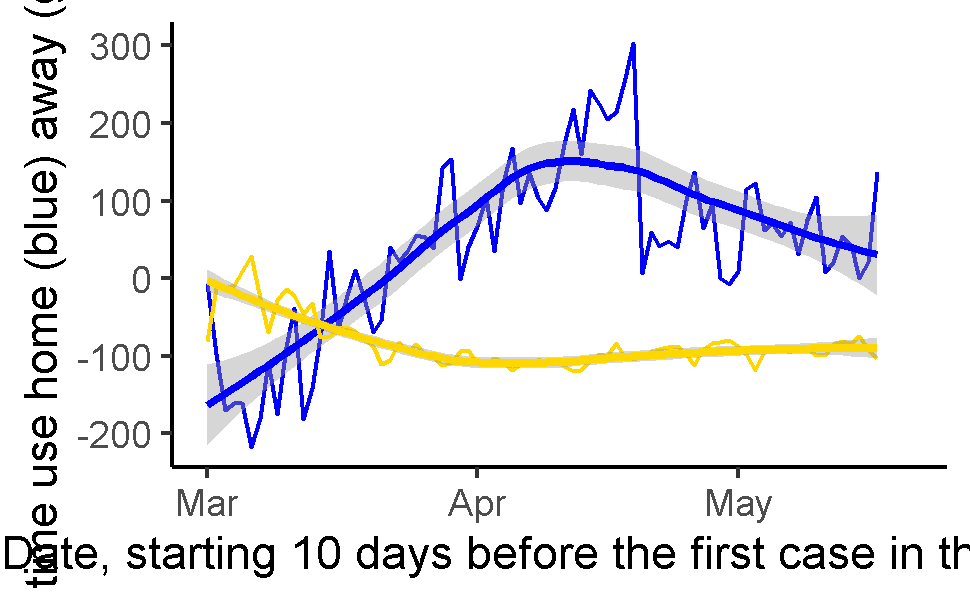 time use home (blue) away (
300
200
100
0
-100
-200
Mar Apr May
Date, starting 10 days before the first case in th